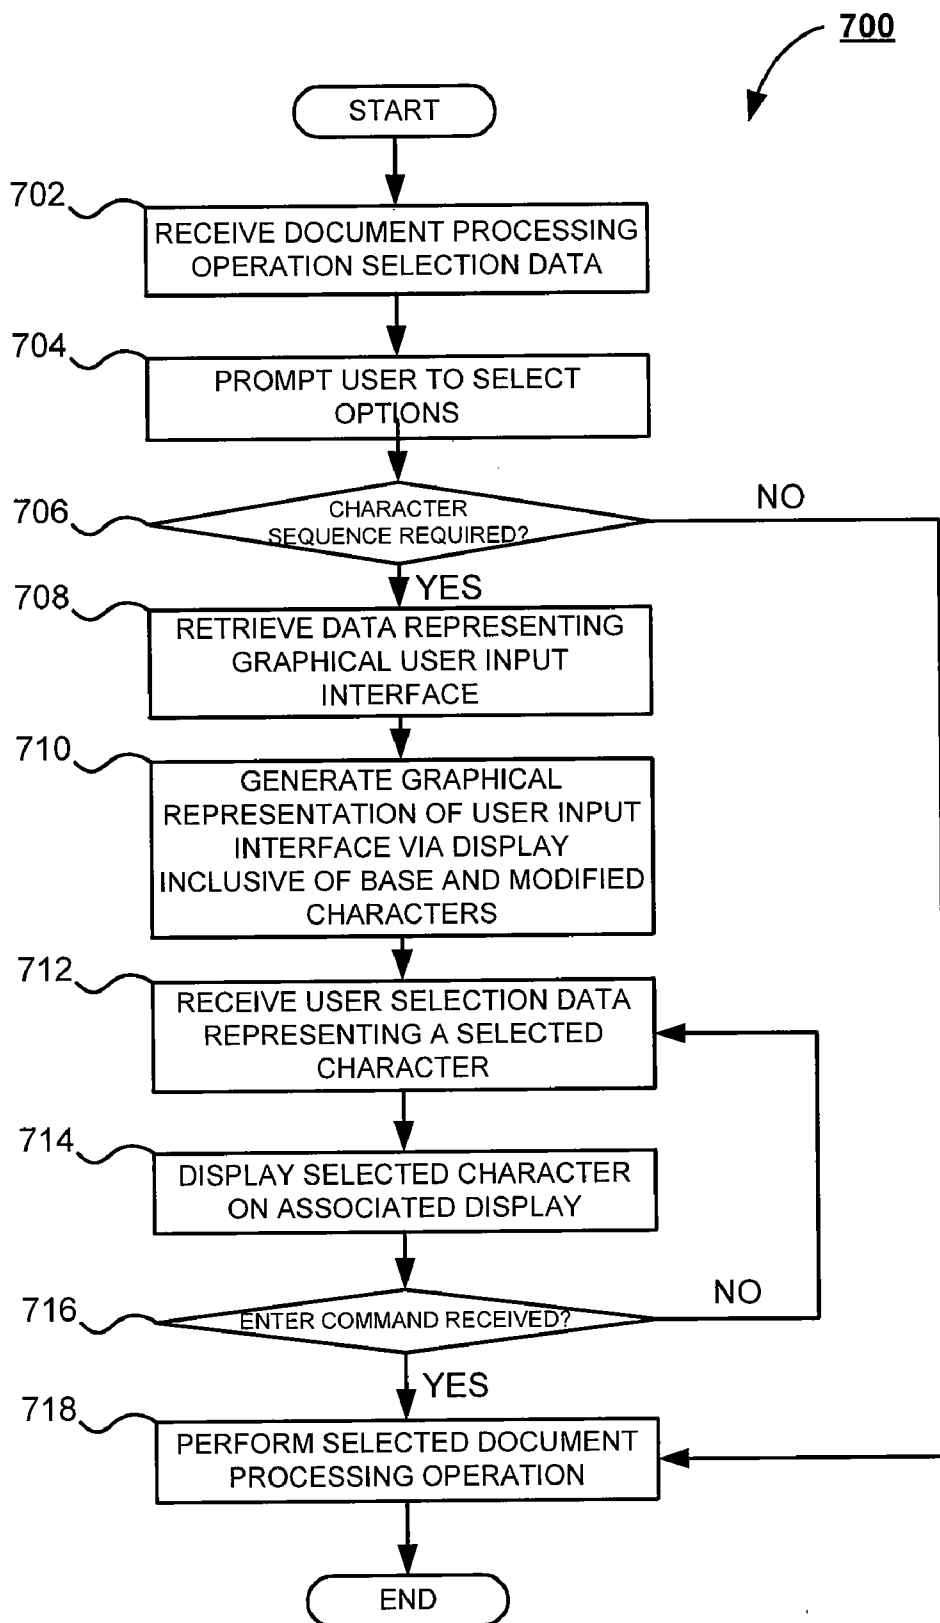 700
START
702
RECEIVE DOCUMENT PROCESSING
OPERATION SELECTION DATA
704
PROMPT USER TO SELECT
OPTIONS
706
CHARACTER
SEQUENCE REQUIRED?
NO
YES
708
RETRIEVE DATA REPRESENTING
GRAPHICAL USER INPUT
INTERFACE
710
GENERATE GRAPHICAL
REPRESENTATION OF USER INPUT
INTERFACE VIA DISPLAY
INCLUSIVE OF BASE AND MODIFIED
CHARACTERS
712
RECEIVE USER SELECTION DATA
REPRESENTING A SELECTED
CHARACTER
714
DISPLAY SELECTED CHARACTER
ON ASSOCIATED DISPLAY
716
ENTER COMMAND RECEIVED?
NO
YES
718
PERFORM SELECTED DOCUMENT
PROCESSING OPERATION
END